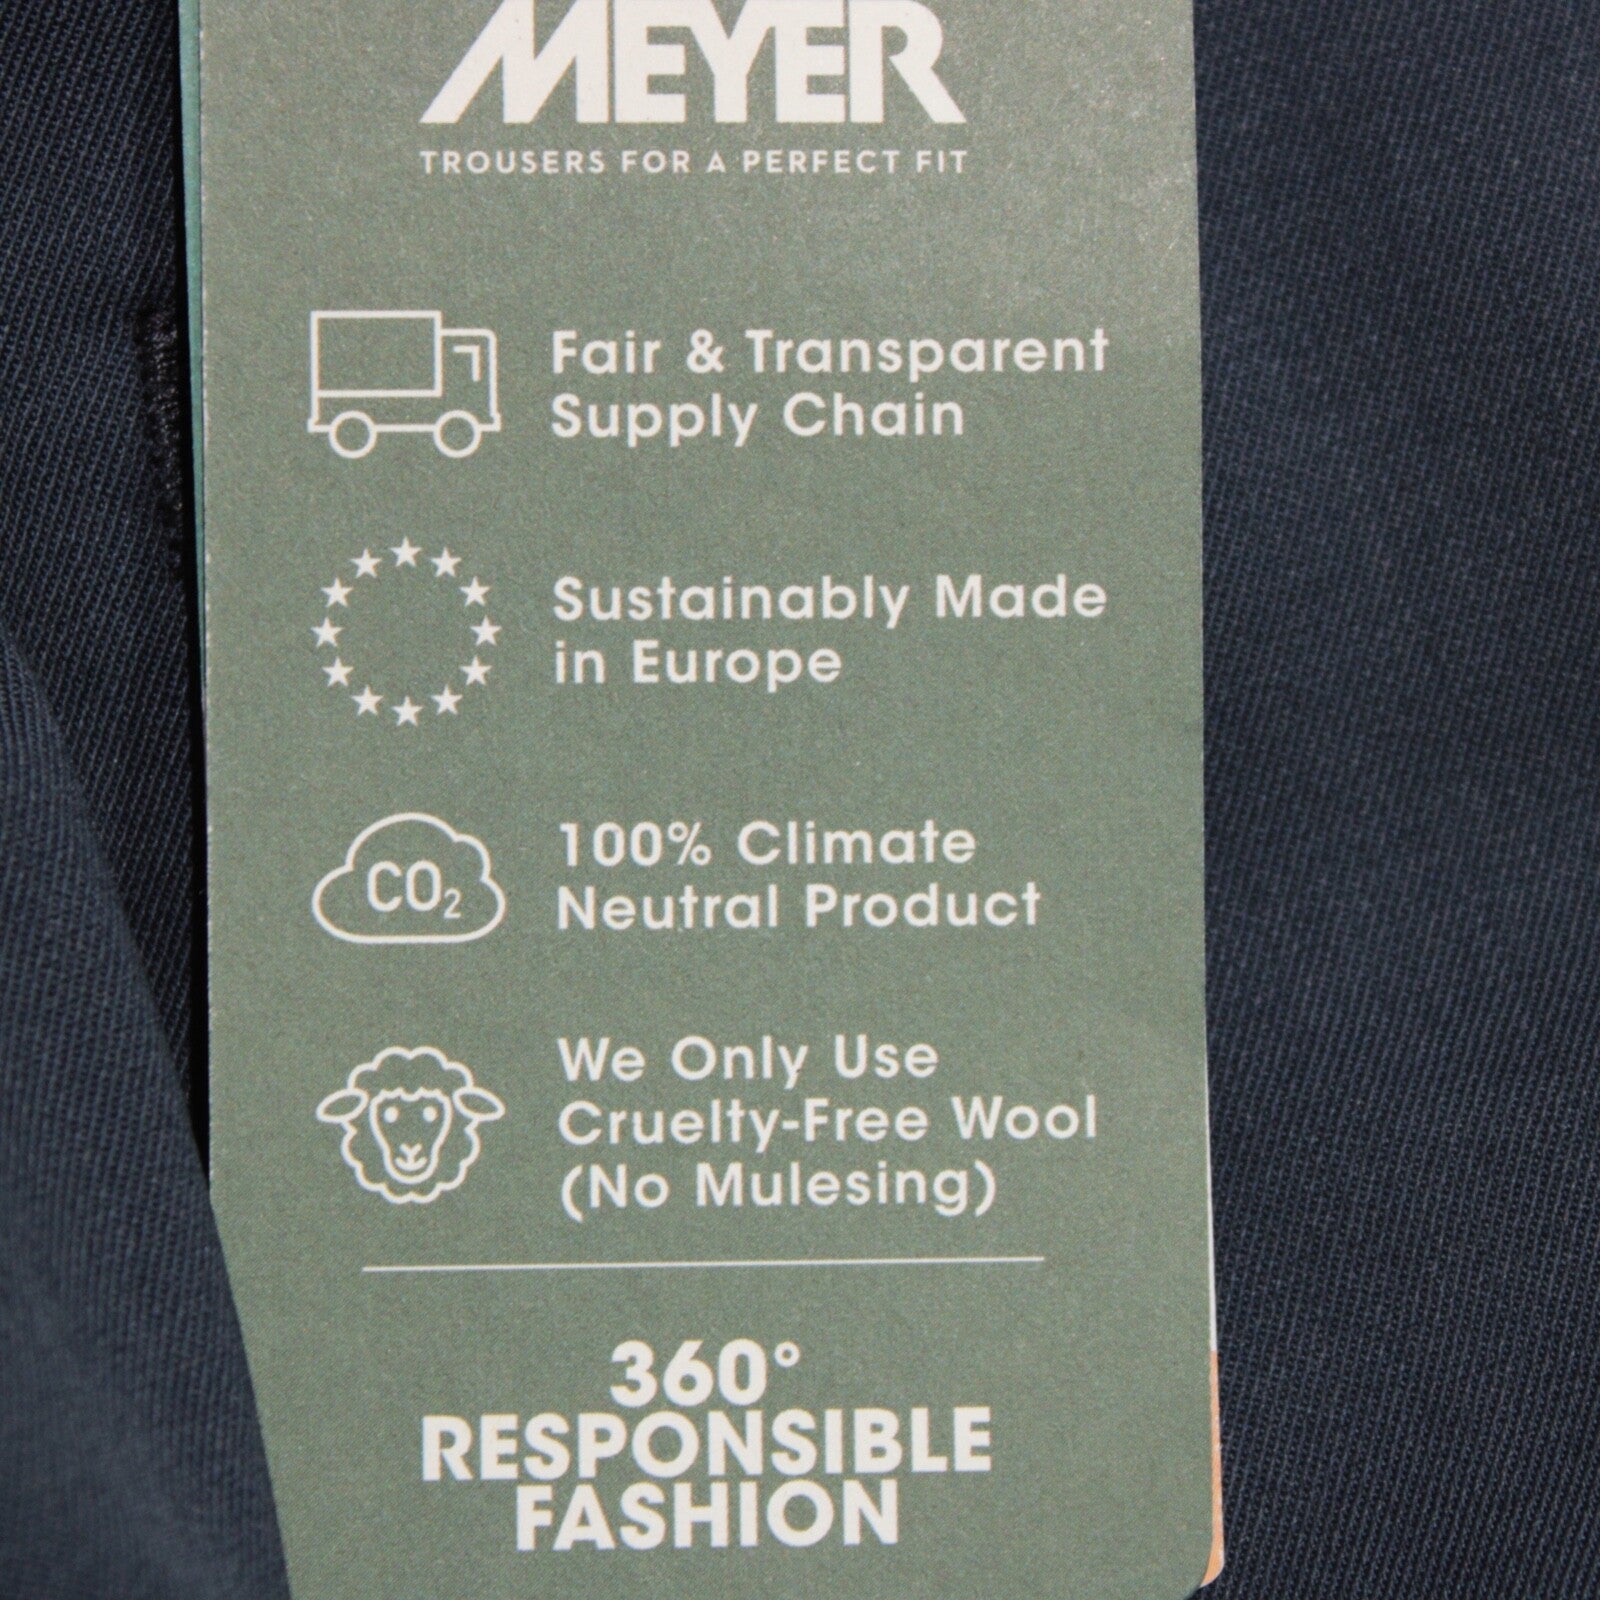 MEYER
TROUSERS FOR A PERFECT FIT
Fair & Transparent
Supply Chain
Sustainably Made
in Europe
CO₂
100% Climate
Neutral Product
We Only Use
Cruelty-Free Wool
(No Mulesing)
360°
RESPONSIBLE
FASHION